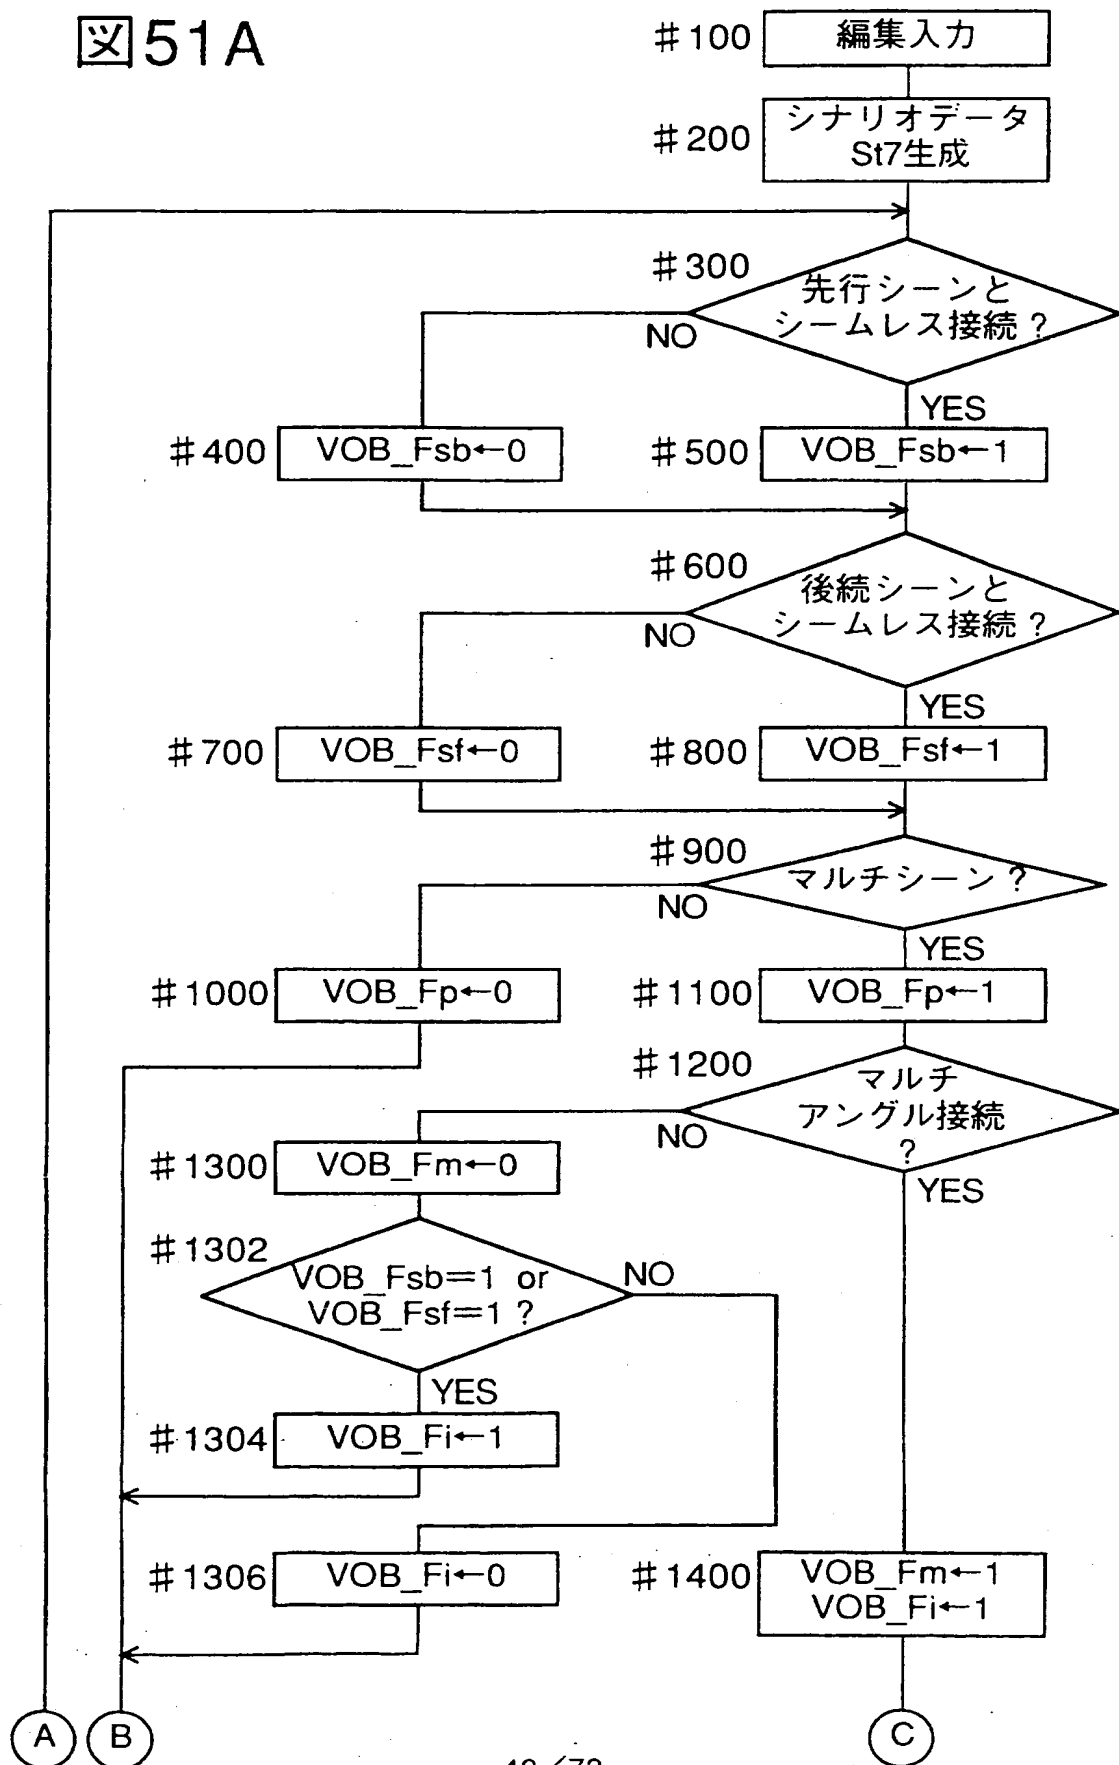 図51A
#100 編集入力
#200 シナリオデータ
St7生成
#300 先行シーンと
シームレス接続?
NO
YES
#400 VOB_Fsb←0
#500 VOB_Fsb←1
#600 後続シーンと
シームレス接続?
NO
YES
#700 VOB_Fsf←0
#800 VOB_Fsf←1
#900 マルチシーン?
NO
YES
#1000 VOB_Fp←0
#1100 VOB_Fp←1
#1200 マルチ
アングル接続
?
NO
YES
#1300 VOB_Fm←0
#1302 VOB_Fsb=1 or
VOB_Fsf=1 ?
NO
YES
#1304 VOB_Fi←1
#1306 VOB_Fi←0
#1400 VOB_Fm←1
VOB_Fi←1
A
B
C